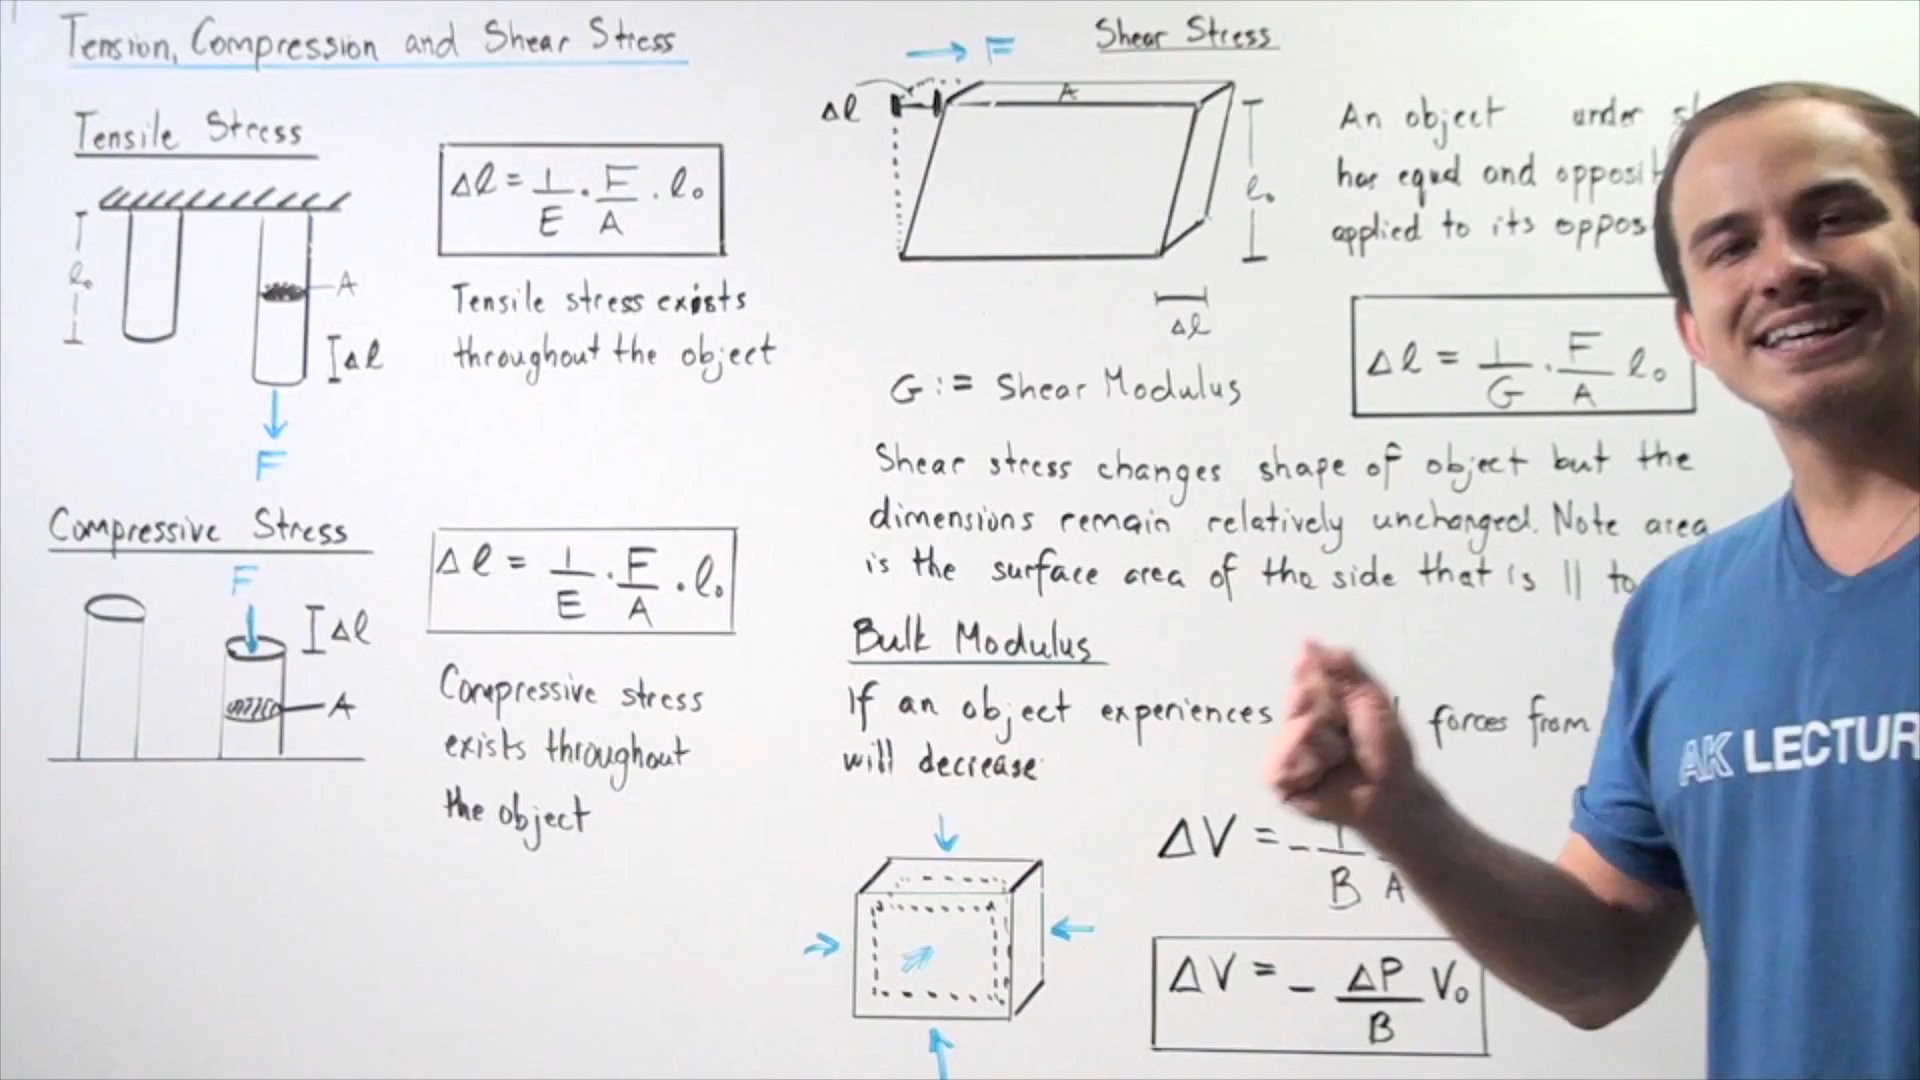 Tension, Compression and Shear Stress
Tensile Stress
l₀
A
Δl
F
Δl = 1/E · F/A · l₀
Tensile stress exists
throughout the object
Compressive Stress
F
Δl
A
Δl = 1/E · F/A · l₀
Compressive stress
exists throughout
the object
Shear Stress
F
Δl
A
l₀
Δl
An object under
has equal and
applied to its
G := Shear Modulus
Δl = 1/G · F/A l₀
Shear stress changes shape of object but the
dimensions remain relatively unchanged. Note area
is the surface area of the side that is || to
Bulk Modulus
If an object experiences forces from
will decrease
ΔV = - 1/B A
ΔV = - ΔP/B V₀
AK LECTUR